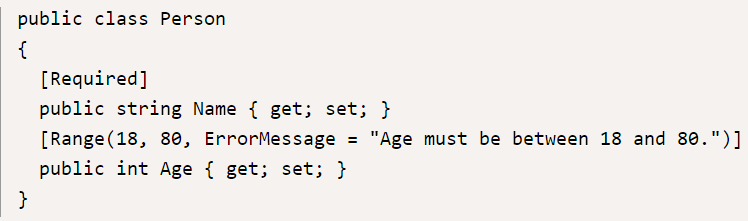 public class Person
{
[Required]
public string Name { get; set; }
[Range(18, 80, ErrorMessage = "Age must be between 18 and 80.")]
public int Age { get; set; }
}